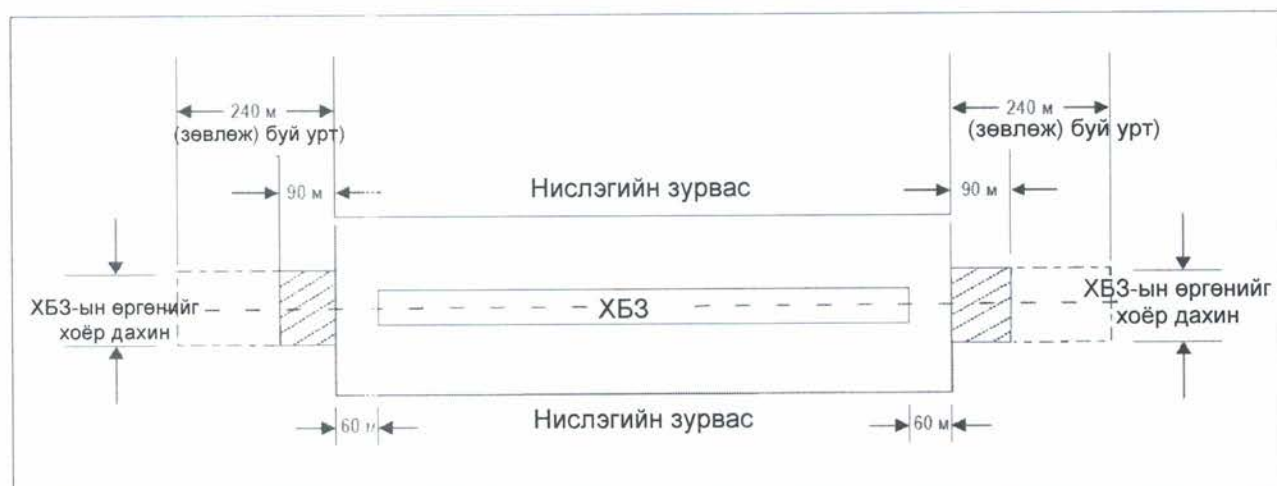 240 м
(зөвлөж) буй урт)
240 м
(зөвлөж) буй урт)
90 м
Нислэгийн зурвас
90 м
ХБЗ-ын өргөнийг
хоёр дахин
ХБЗ
ХБЗ-ын өргөнийг
хоёр дахин
60 м
Нислэгийн зурвас
60 м